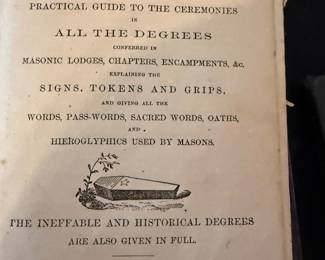 PRACTICAL GUIDE TO THE CEREMONIES
IN
ALL THE DEGREES
CONFERRED IN
MASONIC LODGES, CHAPTERS, ENCAMPMENTS, &c.
EXPLAINING THE
SIGNS, TOKENS AND GRIPS,
AND GIVING ALL THE
WORDS, PASS-WORDS, SACRED WORDS, OATHS,
AND
HIEROGLYPHICS USED BY MASONS.
THE INEFFABLE AND HISTORICAL DEGREES
ARE ALSO GIVEN IN FULL.